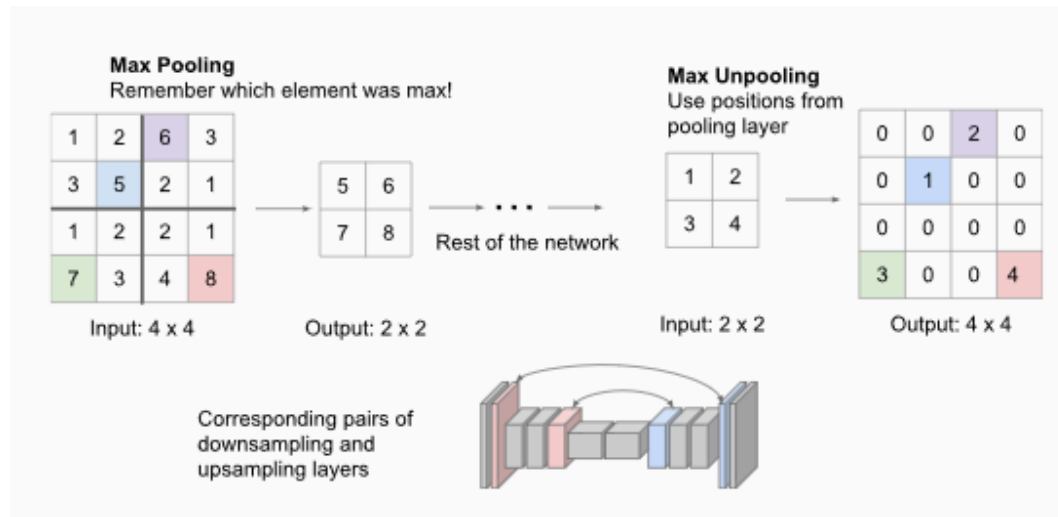 Max Pooling
Remember which element was max!
1 2 6 3
3 5 2 1
1 2 2 1
7 3 4 8
Input: 4 x 4
5 6
7 8
Output: 2 x 2
...
Rest of the network
Max Unpooling
Use positions from
pooling layer
1 2
3 4
Input: 2 x 2
0 0 2 0
0 1 0 0
0 0 0 0
3 0 0 4
Output: 4 x 4
Corresponding pairs of
downsampling and
upsampling layers